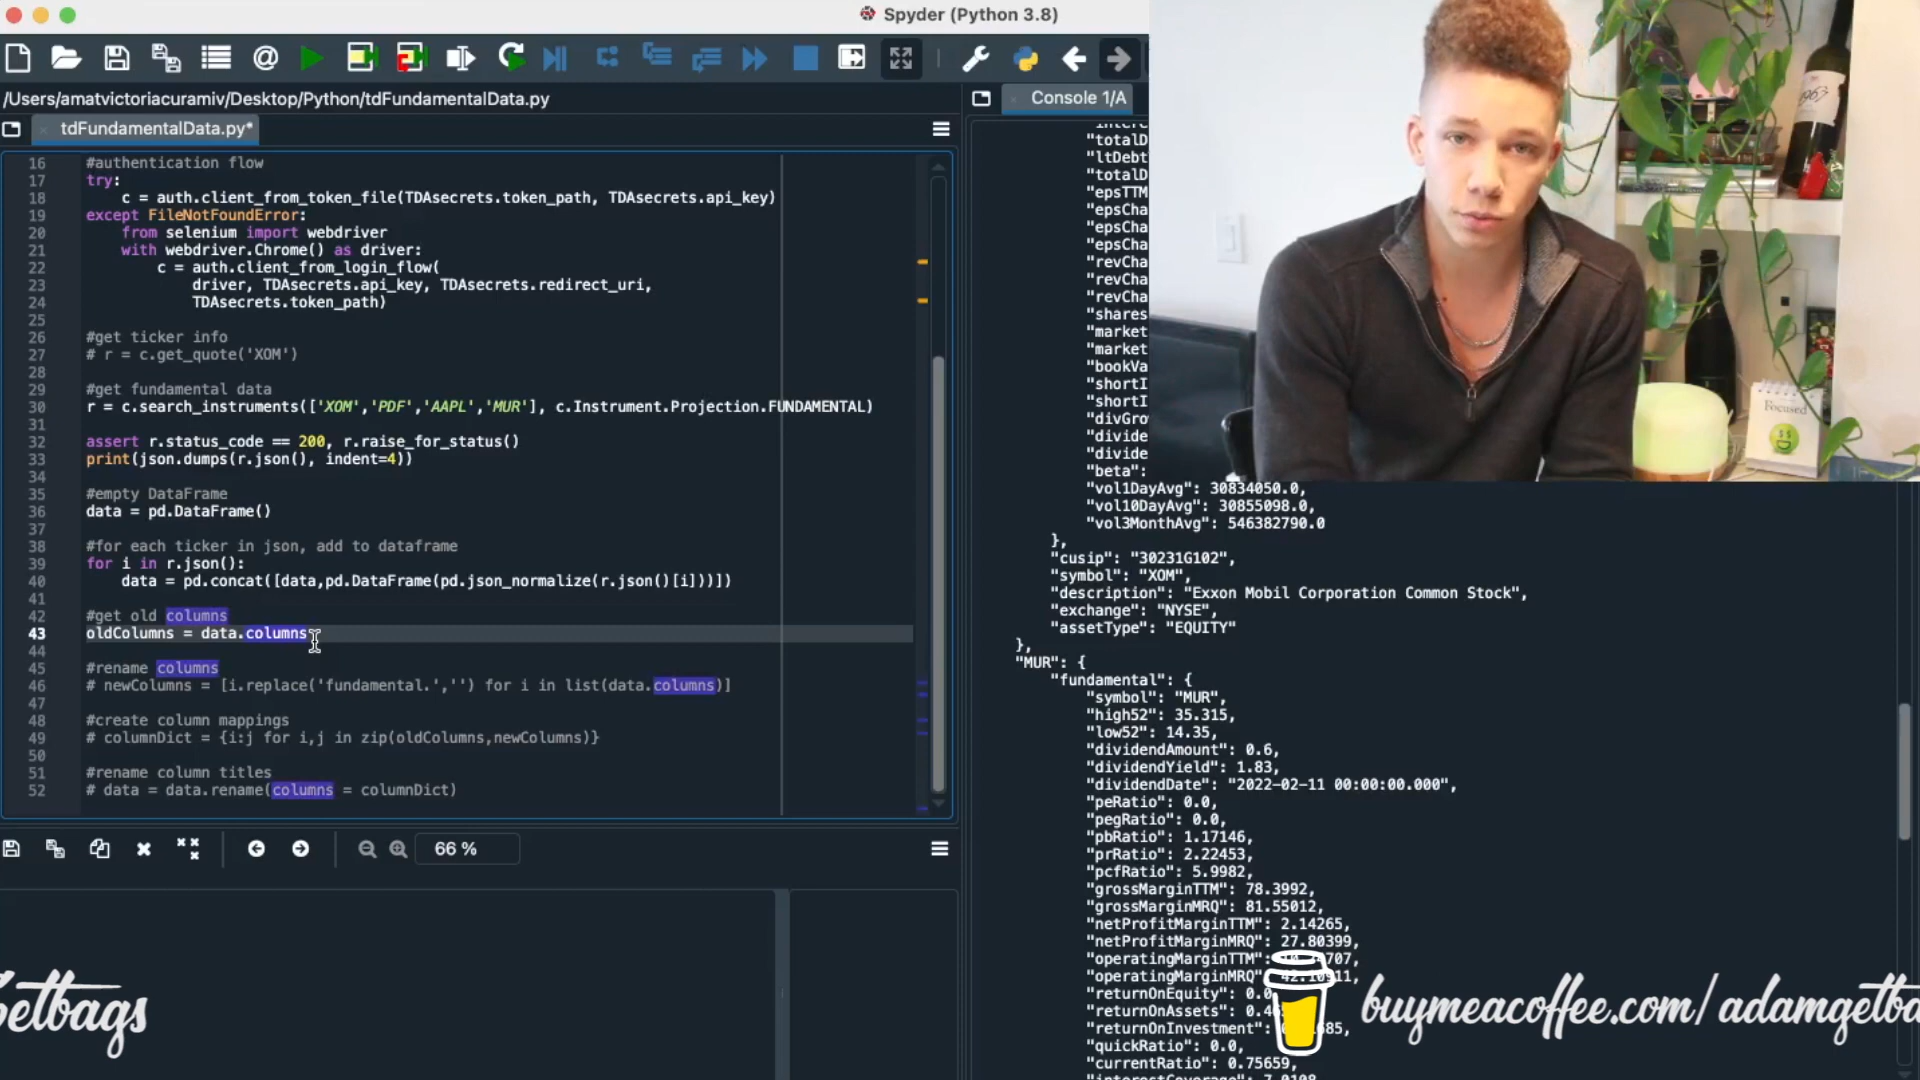 Spyder (Python 3.8)
/Users/amatvictoriacuramiv/Desktop/Python/tdFundamentalData.py
tdFundamentalData.py*
16 #authentication flow
17 try:
18 c = auth.client_from_token_file(TDAsecrets.token_path, TDAsecrets.api_key)
19 except FileNotFoundError:
20 from selenium import webdriver
21 with webdriver.Chrome() as driver:
22 c = auth.client_from_login_flow(
23 driver, TDAsecrets.api_key, TDAsecrets.redirect_uri,
24 TDAsecrets.token_path)
25
26 #get ticker info
27 # r = c.get_quote('XOM')
28
29 #get fundamental data
30 r = c.search_instruments(['XOM','PDF','AAPL','MUR'], c.Instrument.Projection.FUNDAMENTAL)
31
32 assert r.status_code == 200, r.raise_for_status()
33 print(json.dumps(r.json(), indent=4))
34
35 #empty DataFrame
36 data = pd.DataFrame()
37
38 #for each ticker in json, add to dataframe
39 for i in r.json():
40 data = pd.concat([data,pd.DataFrame(pd.json_normalize(r.json()[i]))])
41
42 #get old columns
43 oldColumns = data.columns
44
45 #rename columns
46 # newColumns = [i.replace('fundamental.','') for i in list(data.columns)]
47
48 #create column mappings
49 # columnDict = {i:j for i,j in zip(oldColumns,newColumns)}
50
51 #rename column titles
52 # data = data.rename(columns = columnDict)
66 %
Console 1/A
"totalD
"ltDebt
"totalD
"epsTTM
"epsCha
"epsCha
"epsCha
"revCha
"revCha
"revCha
"shares
"market
"market
"bookVa
"shortI
"shortI
"divGro
"divide
"divide
"beta":
"vol1DayAvg": 30834050.0,
"vol10DayAvg": 30855098.0,
"vol3MonthAvg": 546382790.0
},
"cusip": "30231G102",
"symbol": "XOM",
"description": "Exxon Mobil Corporation Common Stock",
"exchange": "NYSE",
"assetType": "EQUITY"
},
"MUR": {
"fundamental": {
"symbol": "MUR",
"high52": 35.315,
"low52": 14.35,
"dividendAmount": 0.6,
"dividendYield": 1.83,
"dividendDate": "2022-02-11 00:00:00.000",
"peRatio": 0.0,
"pegRatio": 0.0,
"pbRatio": 1.17146,
"prRatio": 2.22453,
"pcfRatio": 5.9982,
"grossMarginTTM": 78.3992,
"grossMarginMRQ": 81.55012,
"netProfitMarginTTM": 2.14265,
"netProfitMarginMRQ": 27.80399,
"operatingMarginTTM":
"operatingMarginMRQ"
"returnOnEquity": 0.0
"returnOnAssets": 0.4
"returnOnInvestment":
"quickRatio": 0.0,
"currentRatio": 0.75659,
Focused
getbags
buymeacoffee.com/adamgetba